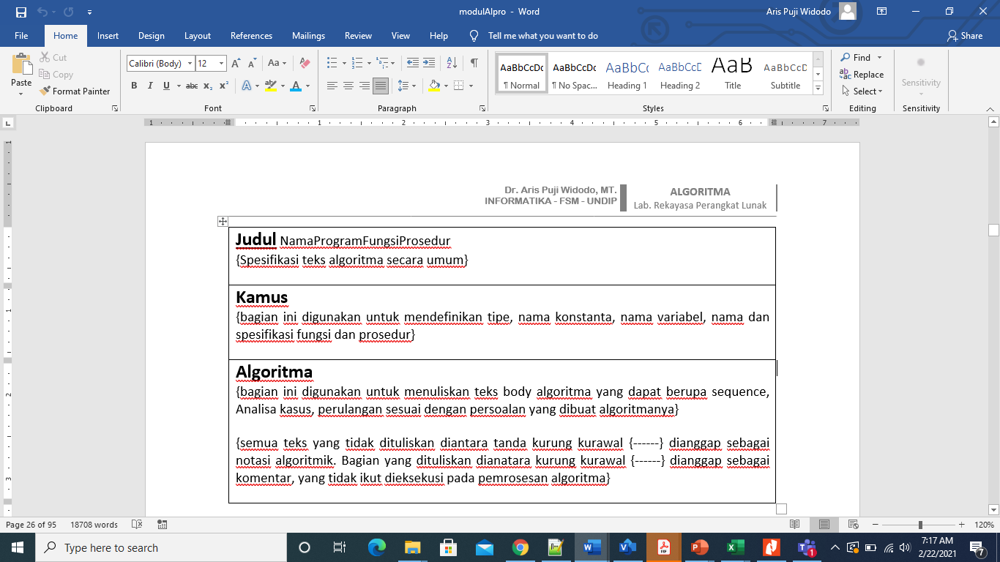 modulAlpro - Word
Aris Puji Widodo
File Home Insert Design Layout References Mailings Review View Help Tell me what you want to do Share
Paste
Cut
Copy
Format Painter
Clipboard
Calibri (Body) 12
Font
Paragraph
AaBbCcDc AaBbCcDc AaBbCc AaBbCcD AaB AaBbCcD
¶ Normal ¶ No Spac... Heading 1 Heading 2 Title Subtitle
Styles
Find
Replace
Select
Editing
Sensitivity
Sensitivity
1 1 2 3 4 5 6 7
Dr. Aris Puji Widodo, MT.
INFORMATIKA - FSM - UNDIP
ALGORITMA
Lab. Rekayasa Perangkat Lunak
Judul NamaProgramFungsiProsedur
{Spesifikasi teks algoritma secara umum}
Kamus
{bagian ini digunakan untuk mendefinikan tipe, nama konstanta, nama variabel, nama dan
spesifikasi fungsi dan prosedur}
Algoritma
{bagian ini digunakan untuk menuliskan teks body algoritma yang dapat berupa sequence,
Analisa kasus, perulangan sesuai dengan persoalan yang dibuat algoritmanya}
{semua teks yang tidak dituliskan diantara tanda kurung kurawal {------} dianggap sebagai
notasi algoritmik. Bagian yang dituliskan dianatara kurung kurawal {------} dianggap sebagai
komentar, yang tidak ikut dieksekusi pada pemrosesan algoritma}
Page 26 of 95 18708 words 120%
Type here to search
7:17 AM
2/22/2021